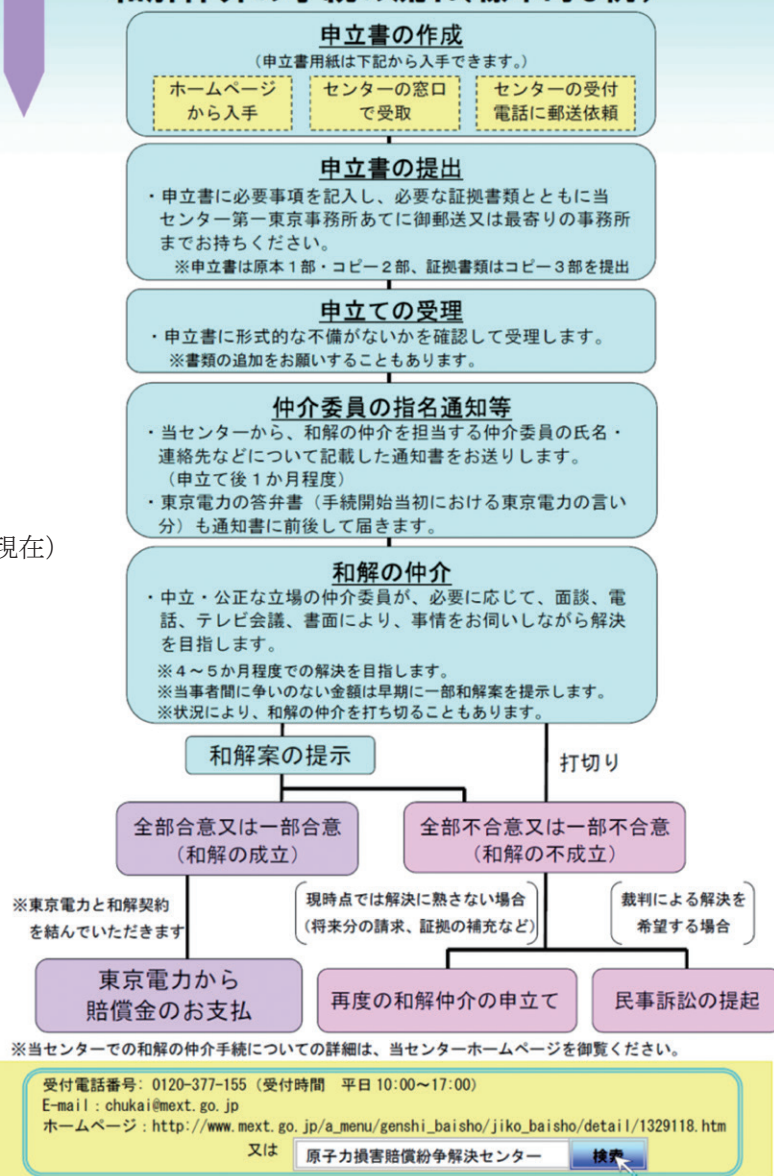 申立書の作成
（申立書用紙は下記から入手できます。）
ホームページ
から入手
センターの窓口
で受取
センターの受付
電話に郵送依頼
申立書の提出
・申立書に必要事項を記入し、必要な証拠書類とともに当
センター第一東京事務所あてに御郵送又は最寄りの事務所
までお持ちください。
※申立書は原本１部・コピー２部、証拠書類はコピー３部を提出
申立ての受理
・申立書に形式的な不備がないかを確認して受理します。
※書類の追加をお願いすることもあります。
仲介委員の指名通知等
・当センターから、和解の仲介を担当する仲介委員の氏名・
連絡先などについて記載した通知書をお送りします。
（申立て後１か月程度）
・東京電力の答弁書（手続開始当初における東京電力の言い
分）も通知書に前後して届きます。
現在）
和解の仲介
・中立・公正な立場の仲介委員が、必要に応じて、面談、電
話、テレビ会議、書面により、事情をお伺いしながら解決
を目指します。
※４～５か月程度での解決を目指します。
※当事者間に争いのない金額は早期に一部和解案を提示します。
※状況により、和解の仲介を打ち切ることもあります。
和解案の提示
打切り
全部合意又は一部合意
（和解の成立）
全部不合意又は一部不合意
（和解の不成立）
※東京電力と和解契約
を結んでいただきます
現時点では解決に熟さない場合
（将来分の請求、証拠の補充など）
裁判による解決を
希望する場合
東京電力から
賠償金のお支払
再度の和解仲介の申立て
民事訴訟の提起
※当センターでの和解の仲介手続についての詳細は、当センターホームページを御覧ください。
受付電話番号: 0120-377-155（受付時間　平日 10:00～17:00）
E-mail：chukai@mext.go.jp
ホームページ：http://www.mext.go.jp/a_menu/genshi_baisho/jiko_baisho/detail/1329118.htm
又は
原子力損害賠償紛争解決センター
検索